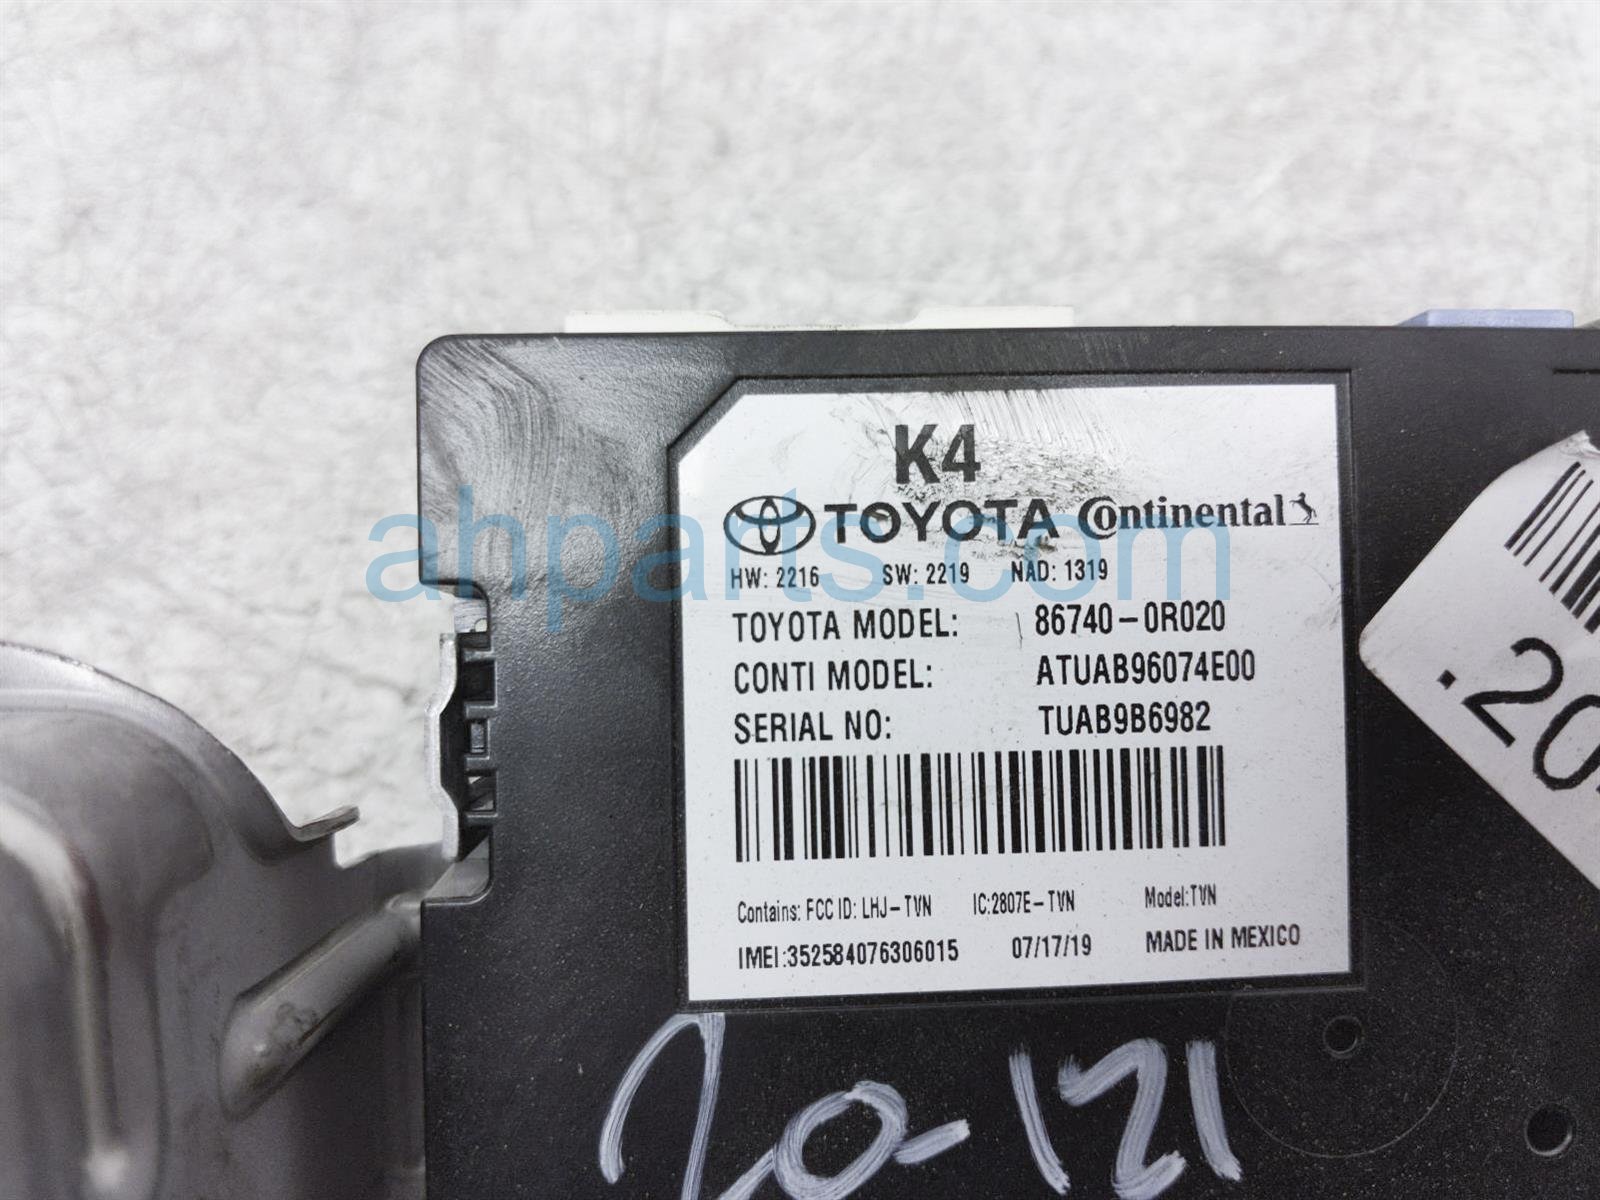 K4
TOYOTA Continental
HW: 2216 SW: 2219 NAD: 1319
TOYOTA MODEL: 86740-0R020
CONTI MODEL: ATUAB96074E00
SERIAL NO: TUAB9B6982
Contains: FCC ID: LHJ-TVN IC:2807E-TVN Model:TVN
IMEI:352584076306015 07/17/19 MADE IN MEXICO
ahparts.com
.20
20-121